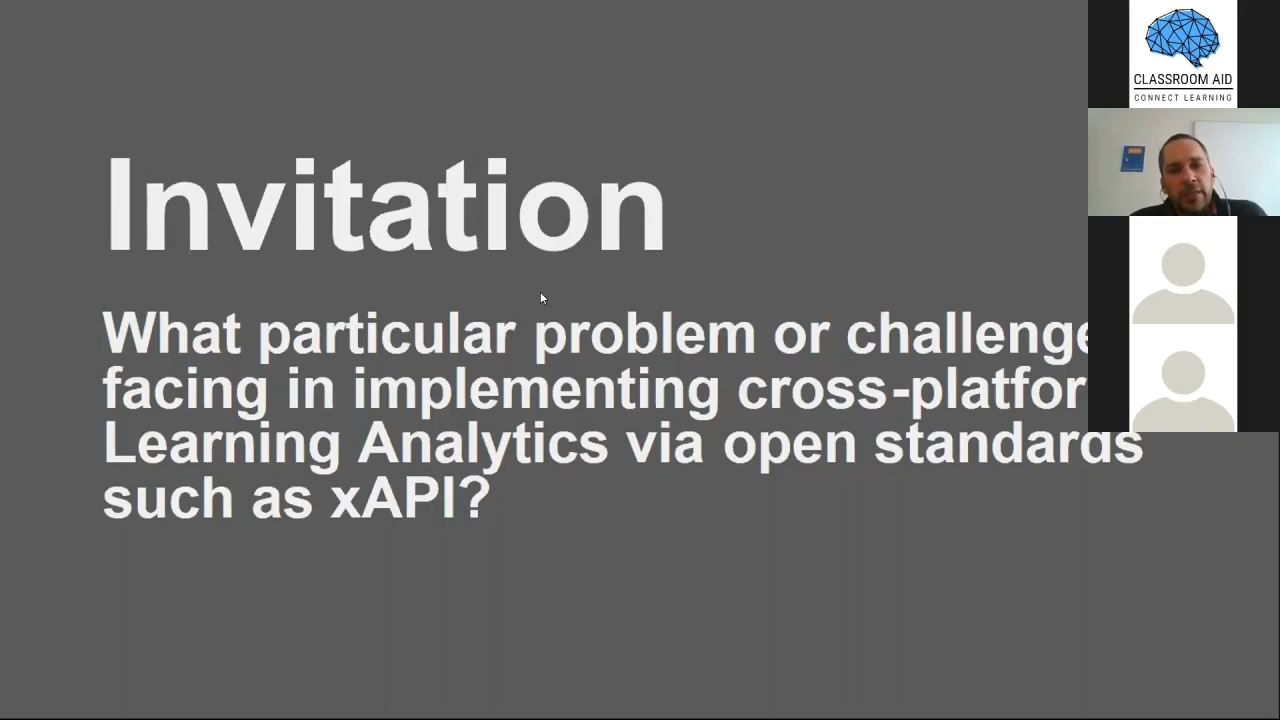 Invitation
What particular problem or challenge
facing in implementing cross-platfor
Learning Analytics via open standards
such as xAPI?
CLASSROOM AID
CONNECT LEARNING